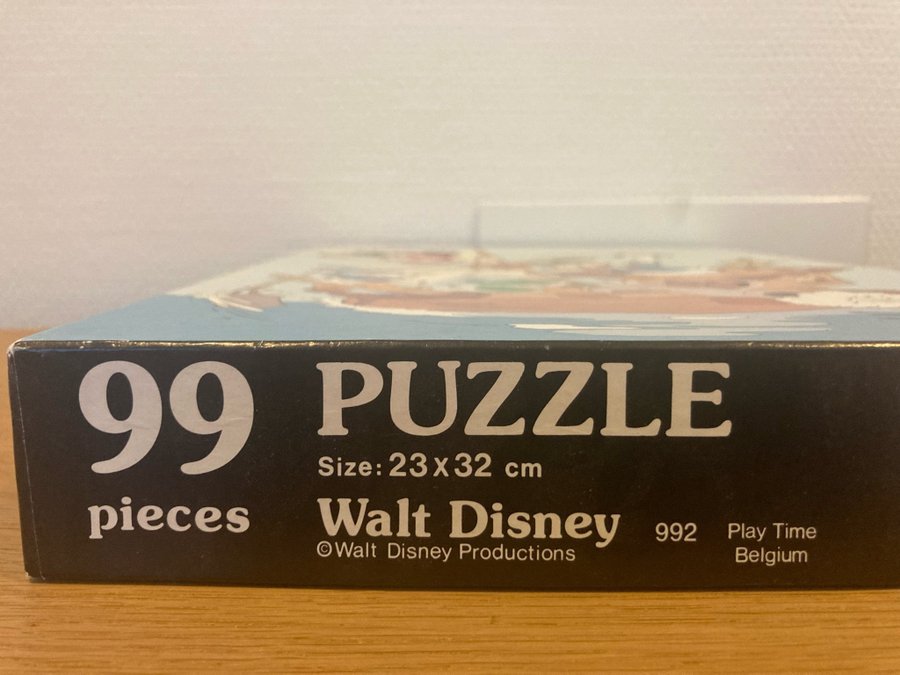 99
pieces
PUZZLE
Size: 23 x 32 cm
Walt Disney
©Walt Disney Productions
992
Play Time
Belgium